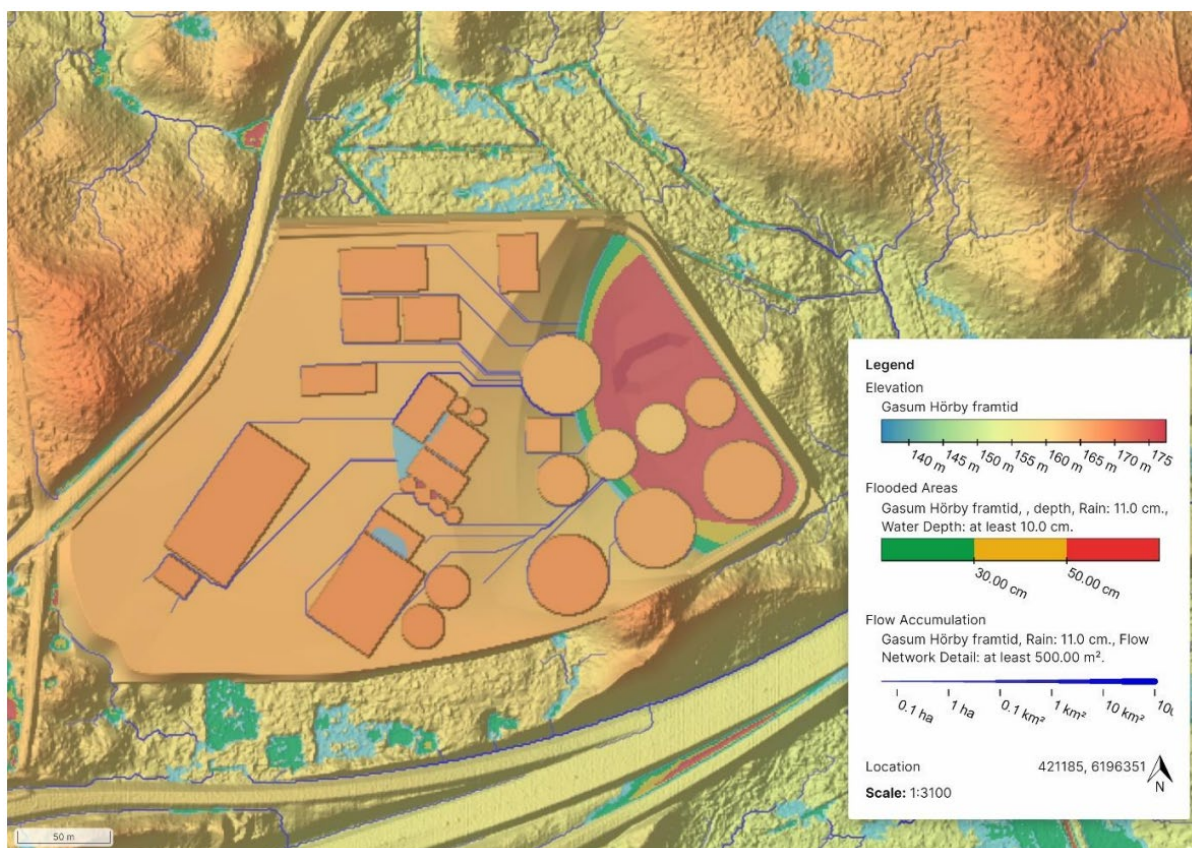 Legend
Elevation
Gasum Hörby framtid
140 m 145 m 150 m 155 m 160 m 165 m 170 m 175
Flooded Areas
Gasum Hörby framtid, , depth, Rain: 11.0 cm.,
Water Depth: at least 10.0 cm.
30.00 cm 50.00 cm
Flow Accumulation
Gasum Hörby framtid, Rain: 11.0 cm., Flow
Network Detail: at least 500.00 m².
0.1 ha 1 ha 0.1 km² 1 km² 10 km²
Location 421185, 6196351
N
Scale: 1:3100
50 m